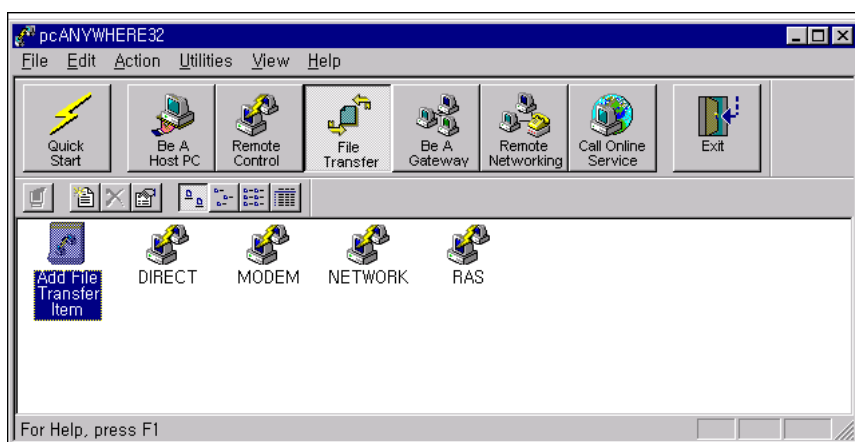 pcANYWHERE32
File Edit Action Utilities View Help
Quick Start
Be A Host PC
Remote Control
File Transfer
Be A Gateway
Remote Networking
Call Online Service
Exit
Add File Transfer Item
DIRECT
MODEM
NETWORK
RAS
For Help, press F1